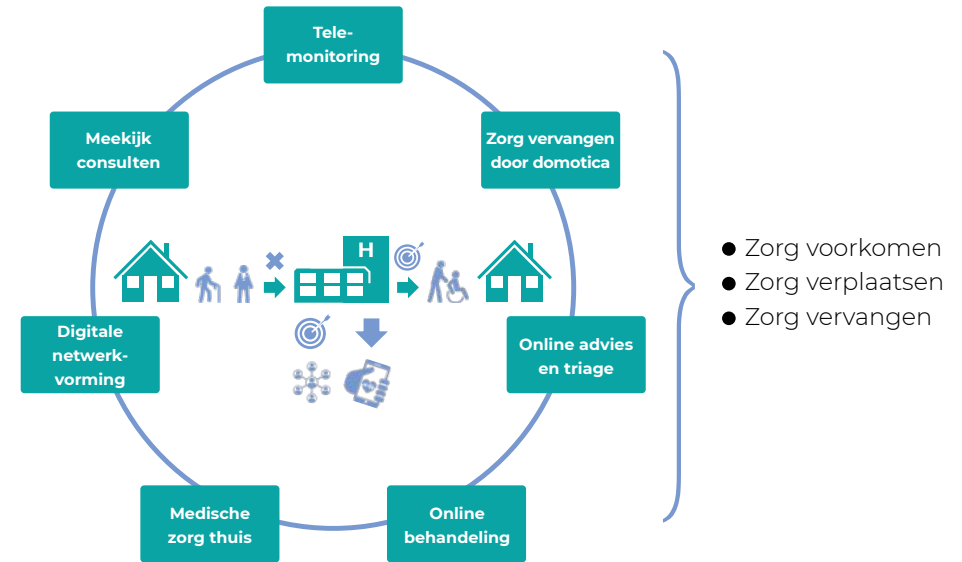 Tele-
monitoring
Zorg vervangen
door domotica
Online advies
en triage
Online
behandeling
Medische
zorg thuis
Digitale
netwerk-
vorming
Meekijk
consulten
H
● Zorg voorkomen
● Zorg verplaatsen
● Zorg vervangen